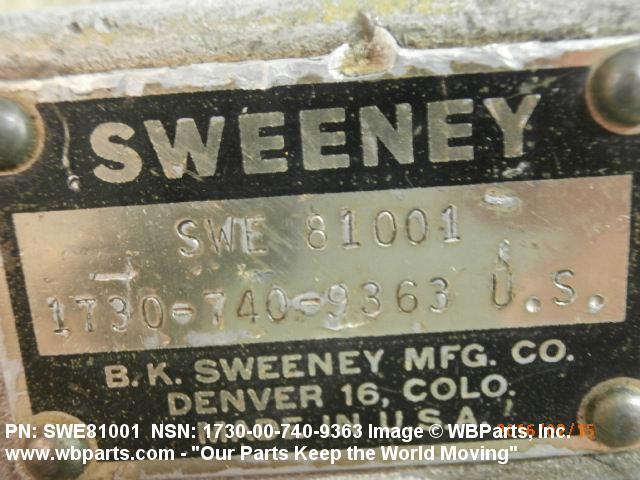 SWEENEY
SWE 81001
1730-740-9363 U.S.
B.K. SWEENEY MFG. CO.
DENVER 16, COLO.
IN U.S.A.
PN: SWE81001 NSN: 1730-00-740-9363 Image © WBParts, Inc.
www.wbparts.com - "Our Parts Keep the World Moving"